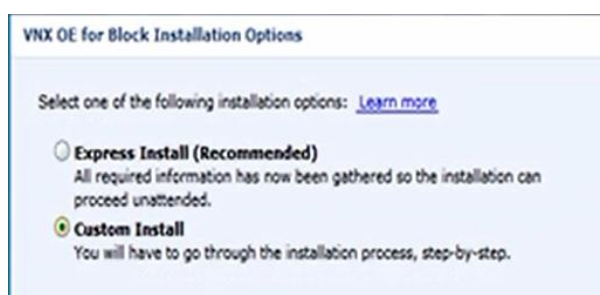 VNX OE for Block Installation Options
Select one of the following installation options: Learn more
Express Install (Recommended)
All required information has now been gathered so the installation can
proceed unattended.
Custom Install
You will have to go through the installation process, step-by-step.